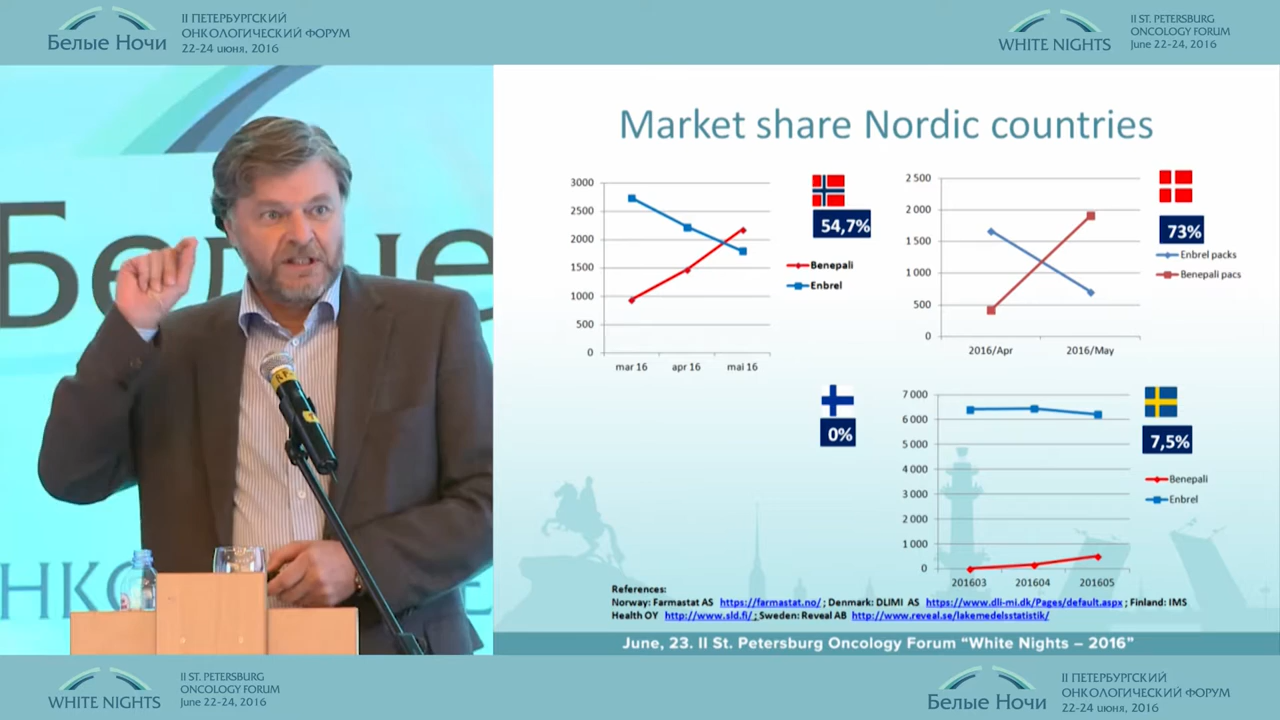 Белые Ночи
II ПЕТЕРБУРГСКИЙ
ОНКОЛОГИЧЕСКИЙ ФОРУМ
22-24 июня, 2016
WHITE NIGHTS
II ST. PETERSBURG
ONCOLOGY FORUM
June 22-24, 2016
Market share Nordic countries
3000
2500
2000
1500
1000
500
0
mar 16 apr 16 mai 16
54,7%
Benepali
Enbrel
2 500
2 000
1 500
1 000
500
0
2016/Apr 2016/May
73%
Enbrel packs
Benepali pacs
0%
7 000
6 000
5 000
4 000
3 000
2 000
1 000
0
201603 201604 201605
7,5%
Benepali
Enbrel
References:
Norway: Farmastat AS https://farmastat.no/ ; Denmark: DLIMI AS https://www.dli-mi.dk/Pages/default.aspx ; Finland: IMS
Health OY http://www.sld.fi/ ; Sweden: Reveal AB http://www.reveal.se/lakemedelsstatistik/
June, 23. II St. Petersburg Oncology Forum “White Nights – 2016”
WHITE NIGHTS
II ST. PETERSBURG
ONCOLOGY FORUM
June 22-24, 2016
Белые Ночи
II ПЕТЕРБУРГСКИЙ
ОНКОЛОГИЧЕСКИЙ ФОРУМ
22-24 июня, 2016